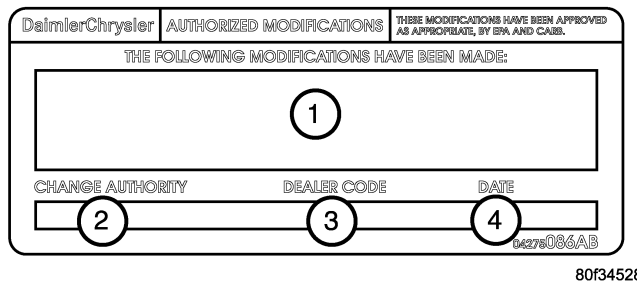 DaimlerChrysler AUTHORIZED MODIFICATIONS THESE MODIFICATIONS HAVE BEEN APPROVED
AS APPROPRIATE, BY EPA AND CARB.
THE FOLLOWING MODIFICATIONS HAVE BEEN MADE:
1
CHANGE AUTHORITY DEALER CODE DATE
2 3 4
04275086AB
80f34528